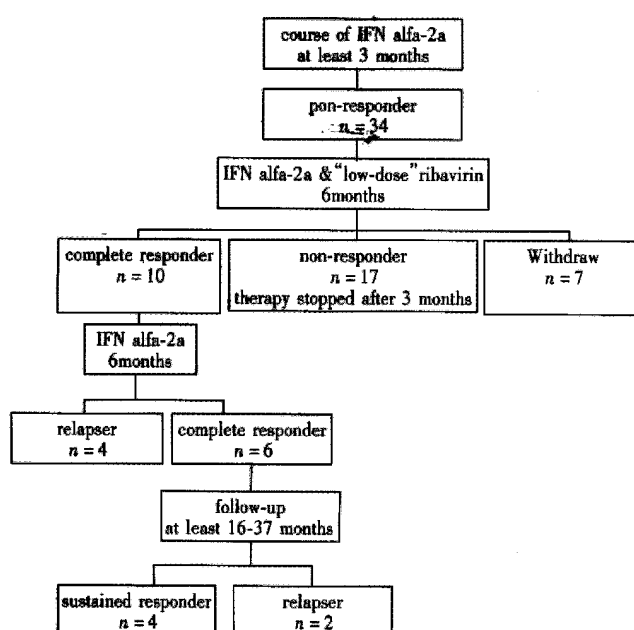 course of IFN alfa-2a
at least 3 months
pon-responder
n = 34
IFN alfa-2a & "low-dose" ribavirin
6months
complete responder
n = 10
non-responder
n = 17
therapy stopped after 3 months
Withdraw
n = 7
IFN alfa-2a
6months
relapser
n = 4
complete responder
n = 6
follow-up
at least 16-37 months
sustained responder
n = 4
relapser
n = 2